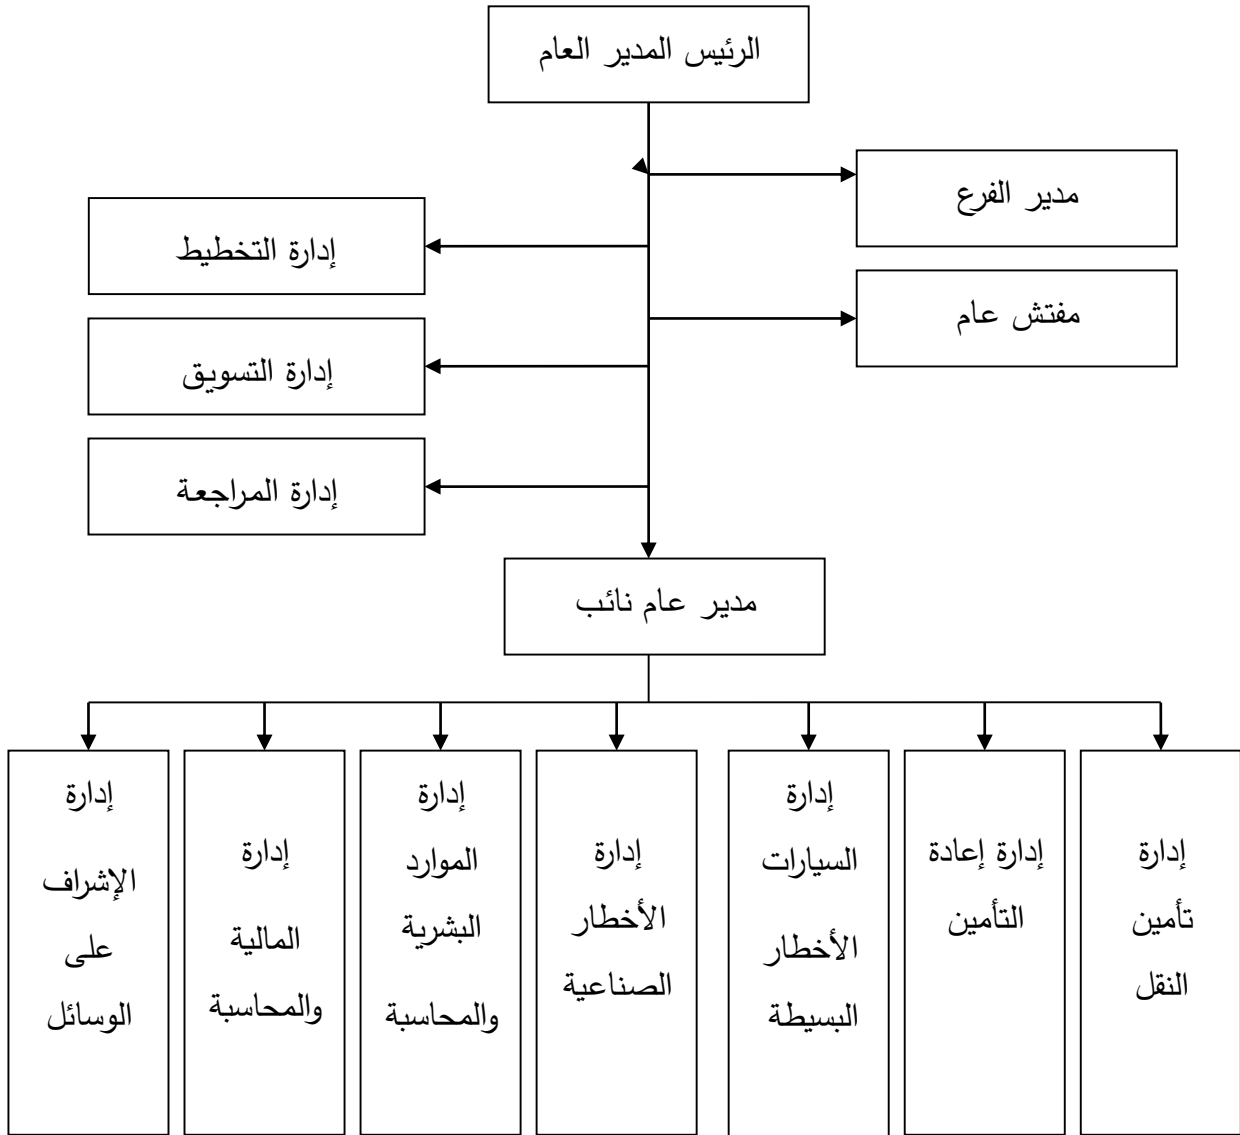 الرئيس المدير العام
مدير الفرع
إدارة التخطيط
مفتش عام
إدارة التسويق
إدارة المراجعة
مدير عام نائب
إدارة
تأمين
النقل
إدارة إعادة
التأمين
إدارة
السيارات
الأخطار
البسيطة
إدارة
الأخطار
الصناعية
إدارة
الموارد
البشرية
والمحاسبة
إدارة
المالية
والمحاسبة
إدارة
الإشراف
على
الوسائل